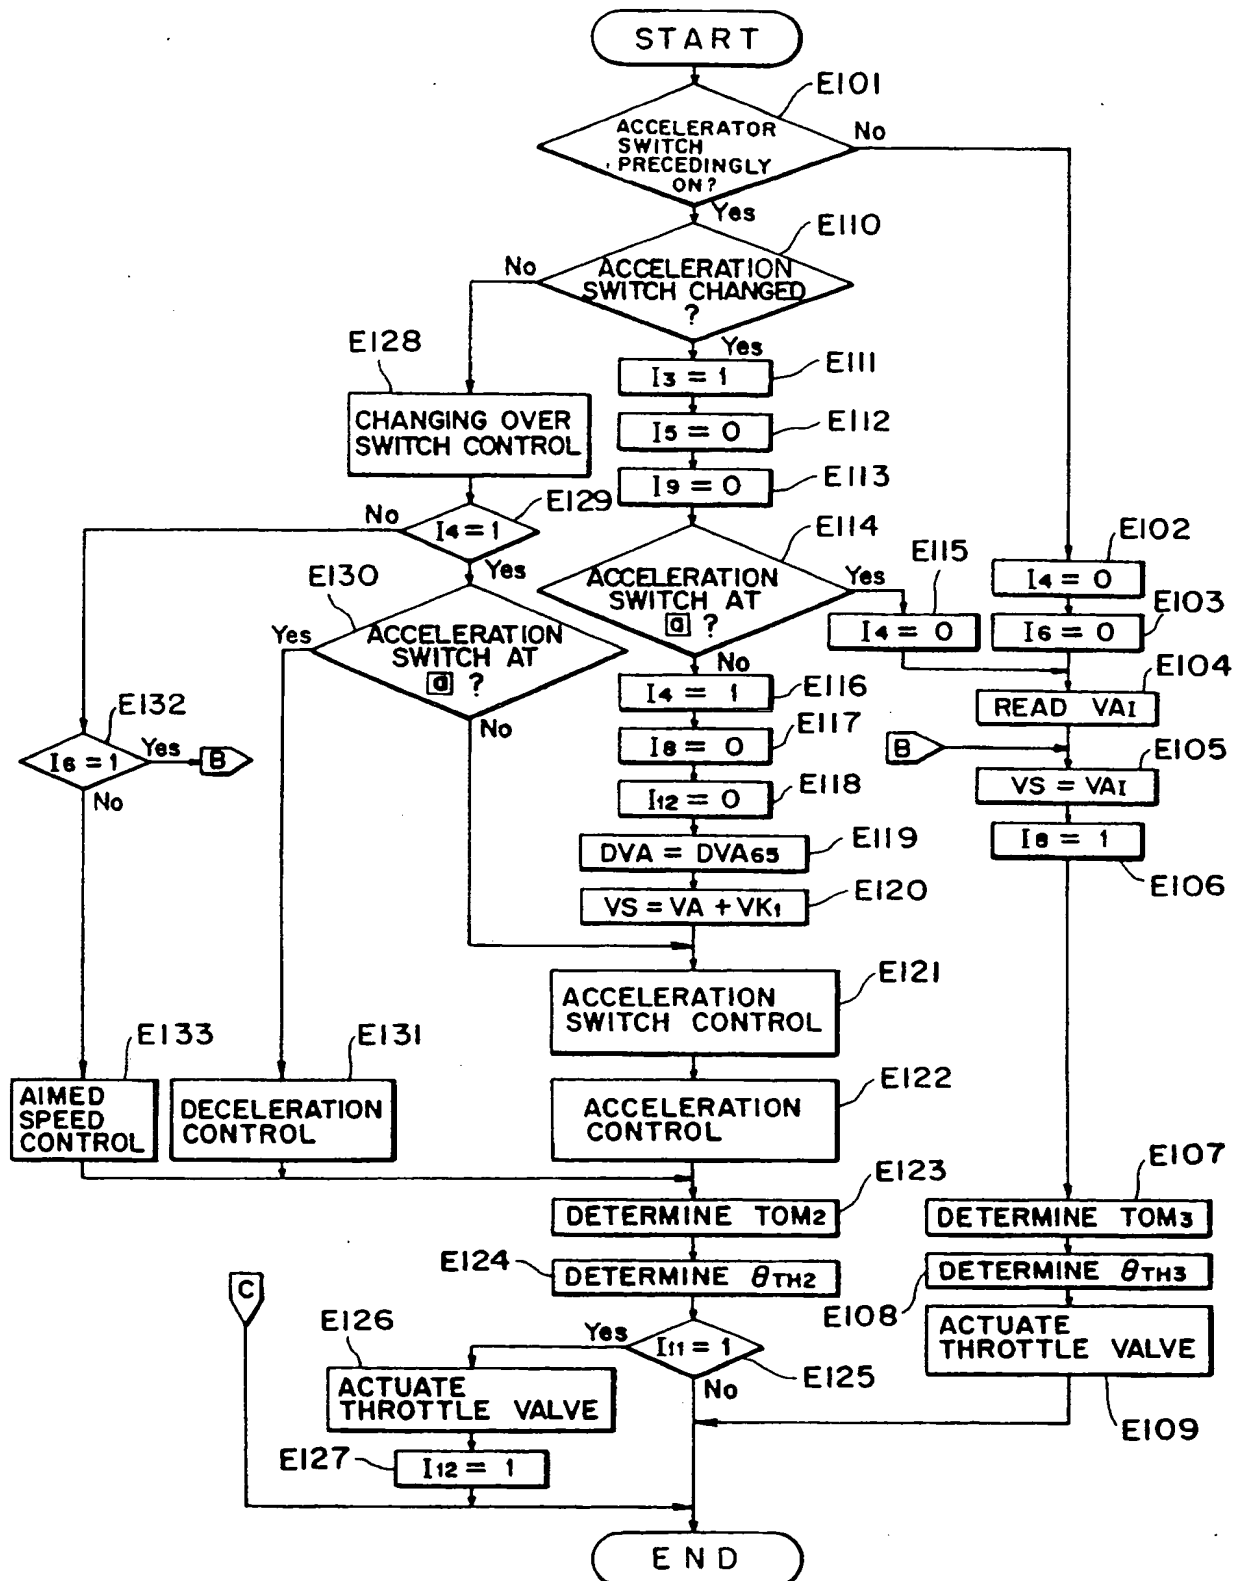 START
E101
ACCELERATOR
SWITCH
PRECEDINGLY
ON?
No
Yes
E110
No
ACCELERATION
SWITCH CHANGED
?
Yes
E128
E111
I3 = 1
CHANGING OVER
SWITCH CONTROL
E112
I5 = 0
E113
I9 = 0
E129
No
I4 = 1
Yes
E114
ACCELERATION
SWITCH AT
a ?
Yes
No
E115
I4 = 0
E102
I4 = 0
E103
I6 = 0
E130
Yes
ACCELERATION
SWITCH AT
a ?
No
E116
I4 = 1
E104
READ VAI
E132
I6 = 1
Yes
B
No
E117
I8 = 0
B
E105
VS = VAI
E118
I12 = 0
I8 = 1
E106
E119
DVA = DVA65
E120
VS = VA + VK1
E121
ACCELERATION
SWITCH CONTROL
E133
AIMED
SPEED
CONTROL
E131
DECELERATION
CONTROL
E122
ACCELERATION
CONTROL
E123
DETERMINE TOM2
E107
DETERMINE TOM3
E124
DETERMINE θTH2
DETERMINE θTH3
E108
C
E126
Yes
I11 = 1
E125
No
ACTUATE
THROTTLE VALVE
ACTUATE
THROTTLE VALVE
E109
E127
I12 = 1
END